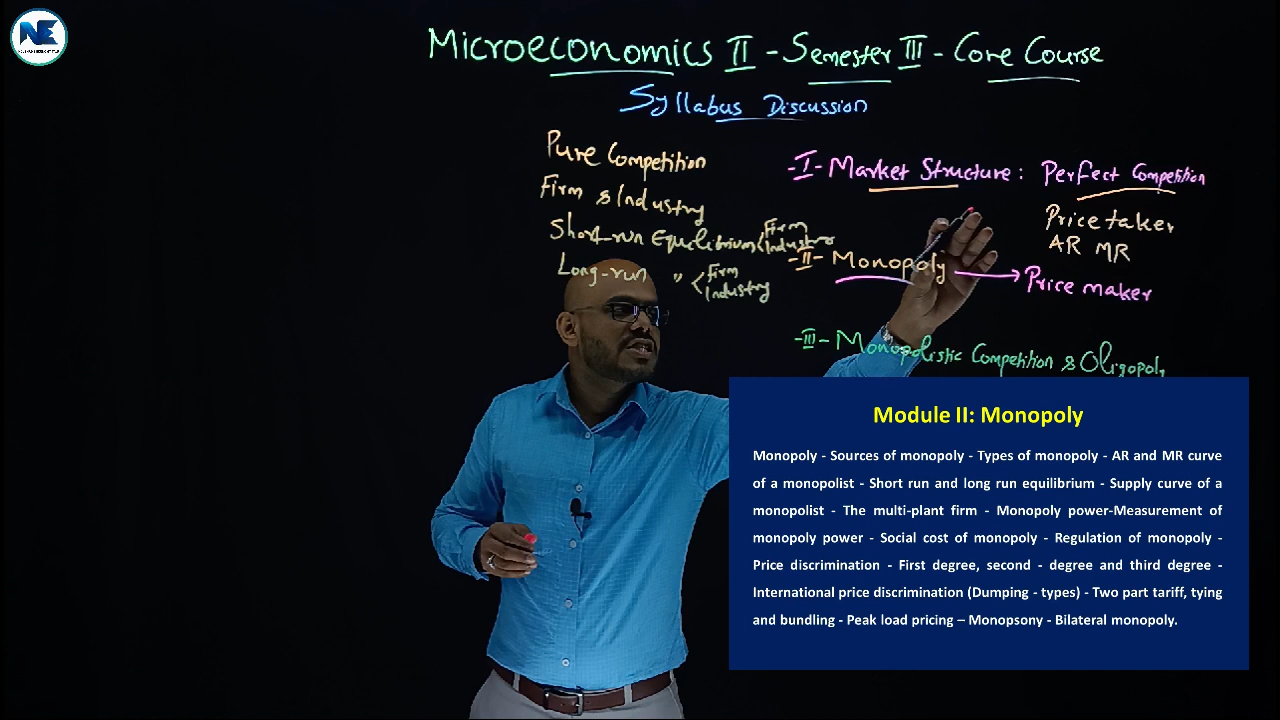 NE
Microeconomics II - Semester III - Core Course
Syllabus Discussion
Pure Competition
Firm & Industry
Short-run Equilibrium < Firm
Industry
Long-run " < Firm
Industry
-I- Market Structure : Perfect Competition
Price taker
AR MR
-II- Monopoly → Price maker
-III- Monopolistic Competition & Oligopoly
Module II: Monopoly
Monopoly - Sources of monopoly - Types of monopoly - AR and MR curve
of a monopolist - Short run and long run equilibrium - Supply curve of a
monopolist - The multi-plant firm - Monopoly power-Measurement of
monopoly power - Social cost of monopoly - Regulation of monopoly -
Price discrimination - First degree, second - degree and third degree -
International price discrimination (Dumping - types) - Two part tariff, tying
and bundling - Peak load pricing – Monopsony - Bilateral monopoly.